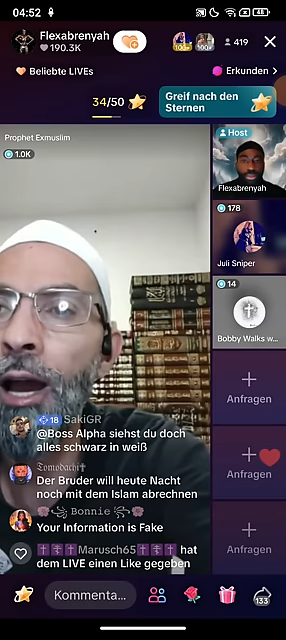 04:52
48
Flexabrenyah
190.3K
100+
100+
419
Beliebte LIVEs
Erkunden >
34/50
Greif nach den
Sternen
Prophet Exmuslim
1.0K
Host
Flexabrenyah
178
Juli Sniper
14
Bobby Walks w...
Anfragen
Anfragen
Anfragen
18 SakiGR
@Boss Alpha siehst du doch
alles schwarz in weiß
𝔗𝔬𝔪𝔬𝔡𝔞𝔠𝔥𝔦✝
Der Bruder will heute Nacht
noch mit dem Islam abrechnen
Bonnie
Your Information is Fake
Marusch65 hat
dem LIVE einen Like gegeben
Kommenta...
133